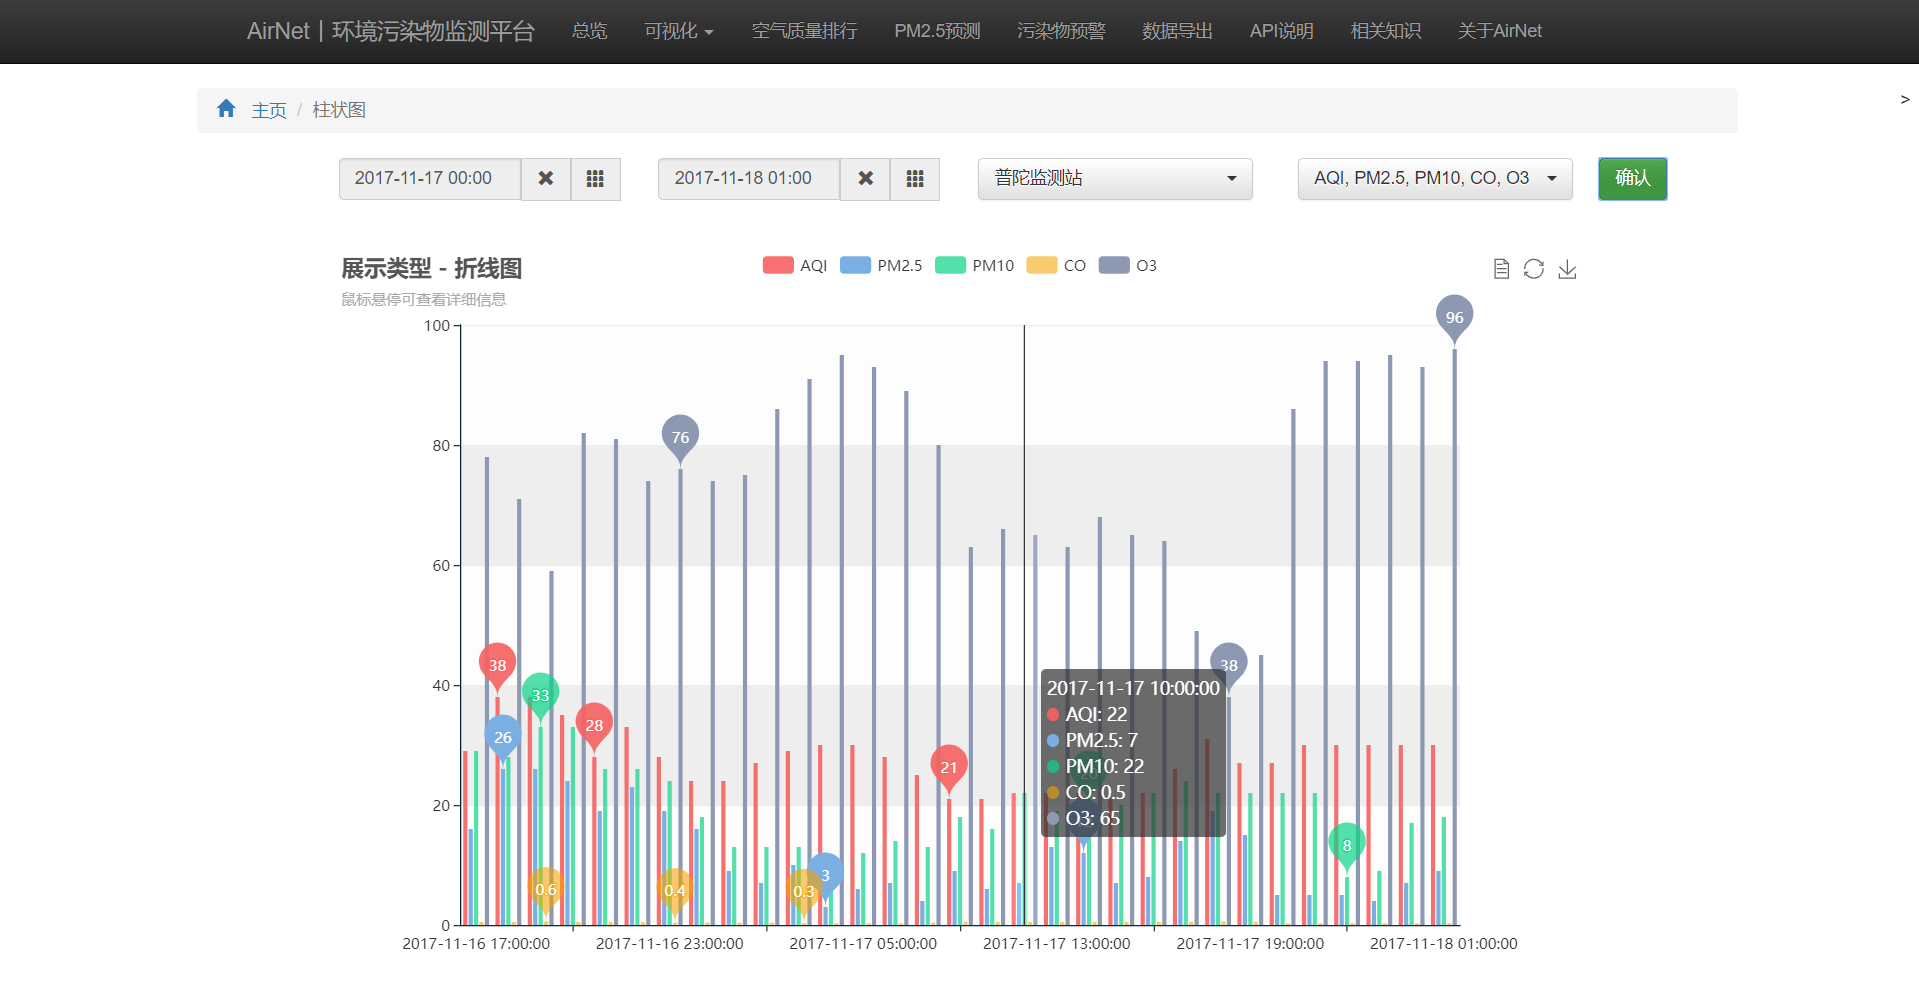 AirNet | 环境污染物监测平台 总览 可视化 空气质量排行 PM2.5预测 污染物预警 数据导出 API说明 相关知识 关于AirNet
主页 / 柱状图 >
2017-11-17 00:00 2017-11-18 01:00 普陀监测站 AQI, PM2.5, PM10, CO, O3 确认
展示类型 - 折线图 AQI PM2.5 PM10 CO O3
鼠标悬停可查看详细信息
100
80
60
40
20
0
96
76
38
38
33
28
26
21
8
3
0.6
0.4
0.3
2017-11-17 10:00:00
AQI: 22
PM2.5: 7
PM10: 22
CO: 0.5
O3: 65
2017-11-16 17:00:00 2017-11-16 23:00:00 2017-11-17 05:00:00 2017-11-17 13:00:00 2017-11-17 19:00:00 2017-11-18 01:00:00